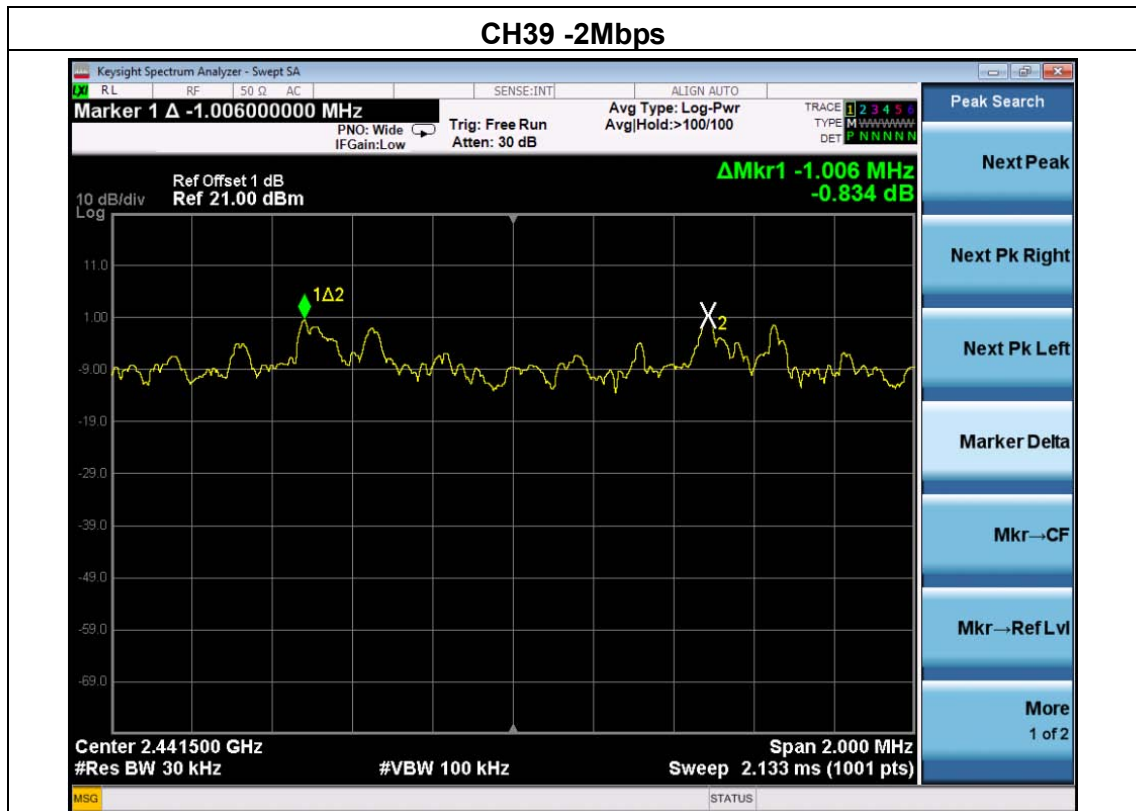 CH39 -2Mbps
Keysight Spectrum Analyzer - Swept SA
LXI RL RF 50 Ω AC SENSE:INT ALIGN AUTO
Marker 1 Δ -1.006000000 MHz
PNO: Wide
IFGain:Low
Trig: Free Run
Atten: 30 dB
Avg Type: Log-Pwr
Avg|Hold:>100/100
TRACE 1 2 3 4 5 6
TYPE M WWWWW
DET P N N N N N
Peak Search
ΔMkr1 -1.006 MHz
-0.834 dB
Ref Offset 1 dB
10 dB/div Ref 21.00 dBm
Log
11.0
1.00
-9.00
-19.0
-29.0
-39.0
-49.0
-59.0
-69.0
1Δ2
2
Center 2.441500 GHz Span 2.000 MHz
#Res BW 30 kHz #VBW 100 kHz Sweep 2.133 ms (1001 pts)
MSG STATUS
Next Peak
Next Pk Right
Next Pk Left
Marker Delta
Mkr→CF
Mkr→Ref Lvl
More
1 of 2